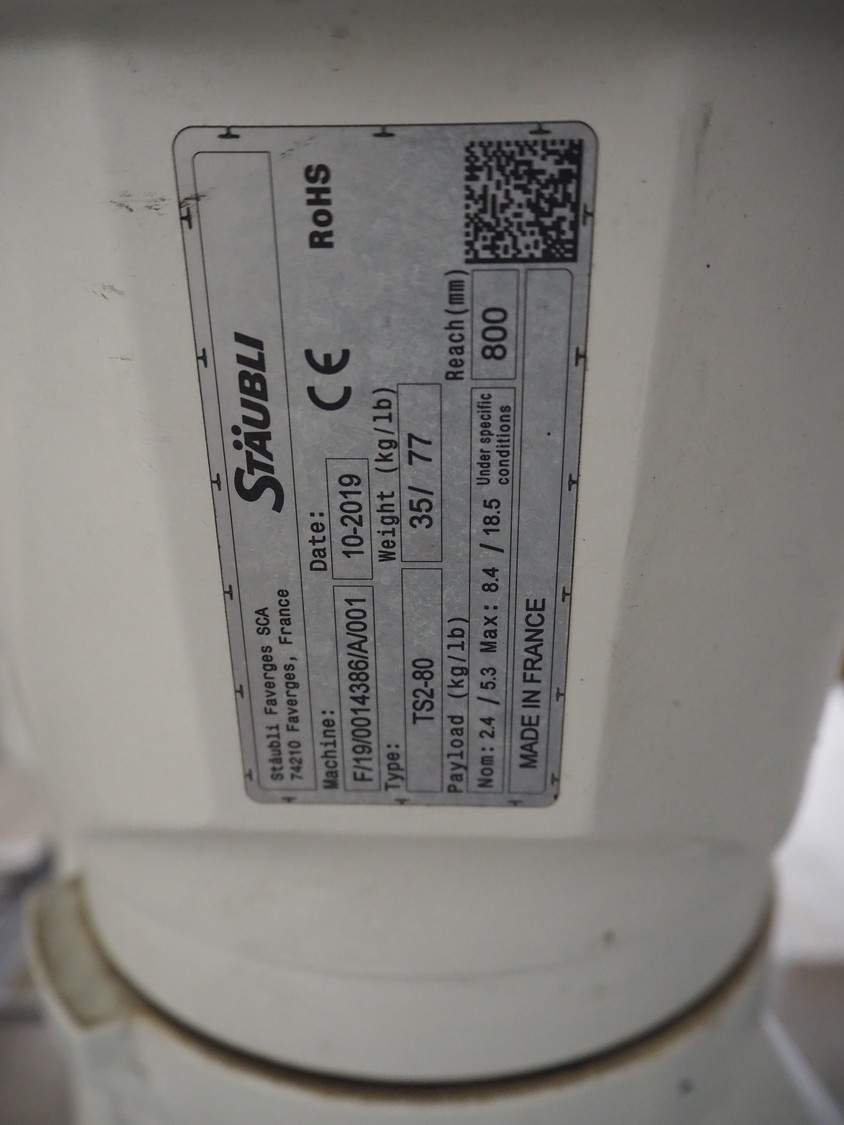 Stäubli Faverges SCA
74210 Faverges, France
STÄUBLI
Machine:
F/19/0014386/A/001
Date:
10-2019
CE
RoHS
Type:
TS2-80
Weight (kg/lb)
35/ 77
Payload (kg/lb)
Nom: 2.4 / 5.3 Max: 8.4 / 18.5 Under specific
conditions
Reach(mm)
800
MADE IN FRANCE